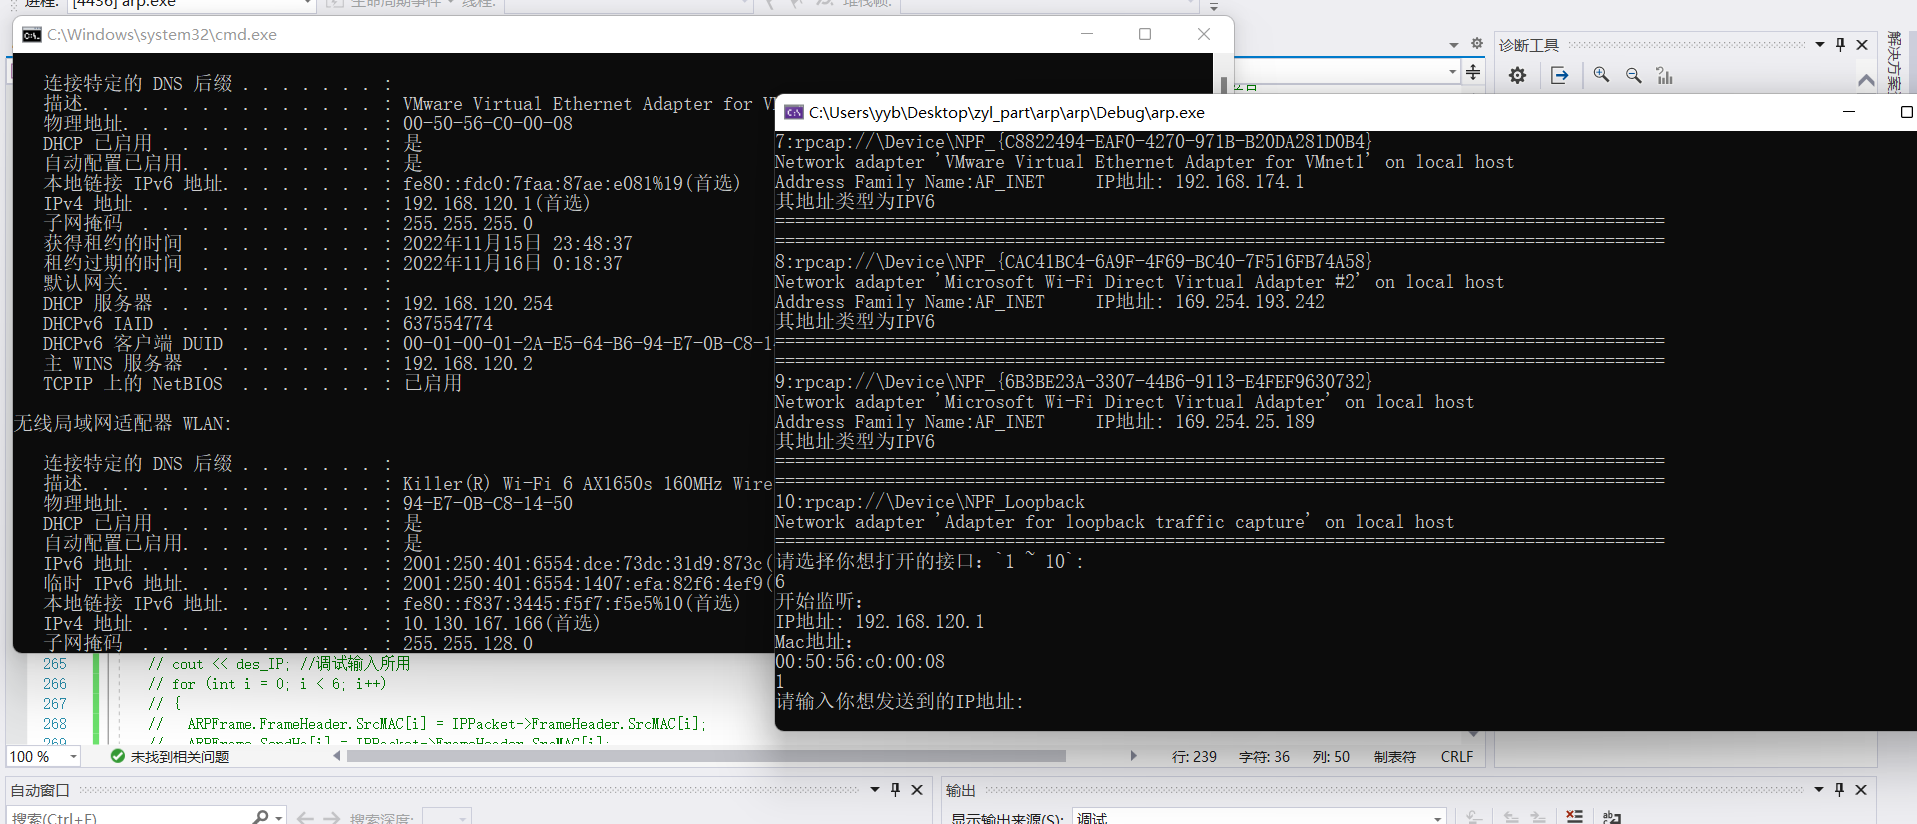 进程: [4436] arp.exe 生命周期事件 线程: 堆栈帧:
C:\Windows\system32\cmd.exe
连接特定的 DNS 后缀 . . . . . . . :
描述. . . . . . . . . . . . . . . : VMware Virtual Ethernet Adapter for
物理地址. . . . . . . . . . . . . : 00-50-56-C0-00-08
DHCP 已启用 . . . . . . . . . . . : 是
自动配置已启用. . . . . . . . . . : 是
本地链接 IPv6 地址. . . . . . . . : fe80::fdc0:7faa:87ae:e081%19(首选)
IPv4 地址 . . . . . . . . . . . . : 192.168.120.1(首选)
子网掩码 . . . . . . . . . . . . : 255.255.255.0
获得租约的时间 . . . . . . . . . : 2022年11月15日 23:48:37
租约过期的时间 . . . . . . . . . : 2022年11月16日 0:18:37
默认网关. . . . . . . . . . . . . :
DHCP 服务器 . . . . . . . . . . . : 192.168.120.254
DHCPv6 IAID . . . . . . . . . . . : 637554774
DHCPv6 客户端 DUID . . . . . . . : 00-01-00-01-2A-E5-64-B6-94-E7-0B-C8-1
主 WINS 服务器 . . . . . . . . . : 192.168.120.2
TCPIP 上的 NetBIOS . . . . . . . : 已启用
无线局域网适配器 WLAN:
连接特定的 DNS 后缀 . . . . . . . :
描述. . . . . . . . . . . . . . . : Killer(R) Wi-Fi 6 AX1650s 160MHz Wire
物理地址. . . . . . . . . . . . . : 94-E7-0B-C8-14-50
DHCP 已启用 . . . . . . . . . . . : 是
自动配置已启用. . . . . . . . . . : 是
IPv6 地址 . . . . . . . . . . . . : 2001:250:401:6554:dce:73dc:31d9:873c(
临时 IPv6 地址. . . . . . . . . . : 2001:250:401:6554:1407:efa:82f6:4ef9(
本地链接 IPv6 地址. . . . . . . . : fe80::f837:3445:f5f7:f5e5%10(首选)
IPv4 地址 . . . . . . . . . . . . : 10.130.167.166(首选)
子网掩码 . . . . . . . . . . . . : 255.255.128.0
诊断工具
解决方案
C:\Users\yyb\Desktop\zyl_part\arp\arp\Debug\arp.exe
7:rpcap://\Device\NPF_{C8822494-EAF0-4270-971B-B20DA281D0B4}
Network adapter 'VMware Virtual Ethernet Adapter for VMnet1' on local host
Address Family Name:AF_INET IP地址: 192.168.174.1
其地址类型为IPV6
=========================================================================================
=========================================================================================
8:rpcap://\Device\NPF_{CAC41BC4-6A9F-4F69-BC40-7F516FB74A58}
Network adapter 'Microsoft Wi-Fi Direct Virtual Adapter #2' on local host
Address Family Name:AF_INET IP地址: 169.254.193.242
其地址类型为IPV6
=========================================================================================
=========================================================================================
9:rpcap://\Device\NPF_{6B3BE23A-3307-44B6-9113-E4FEF9630732}
Network adapter 'Microsoft Wi-Fi Direct Virtual Adapter' on local host
Address Family Name:AF_INET IP地址: 169.254.25.189
其地址类型为IPV6
=========================================================================================
=========================================================================================
10:rpcap://\Device\NPF_Loopback
Network adapter 'Adapter for loopback traffic capture' on local host
=========================================================================================
请选择你想打开的接口: `1 ~ 10`:
6
开始监听:
IP地址: 192.168.120.1
Mac地址:
00:50:56:c0:00:08
1
请输入你想发送到的IP地址:
265 // cout << des_IP; //调试输入所用
266 // for (int i = 0; i < 6; i++)
267 // {
268 // ARPFrame.FrameHeader.SrcMAC[i] = IPPacket->FrameHeader.SrcMAC[i];
269 // ARPFrame.SendHa[i] = IPPacket->FrameHeader.SrcMAC[i];
100 % 未找到相关问题 行: 239 字符: 36 列: 50 制表符 CRLF
自动窗口
搜索(Ctrl+E) 搜索深度:
输出
显示输出来源(S): 调试